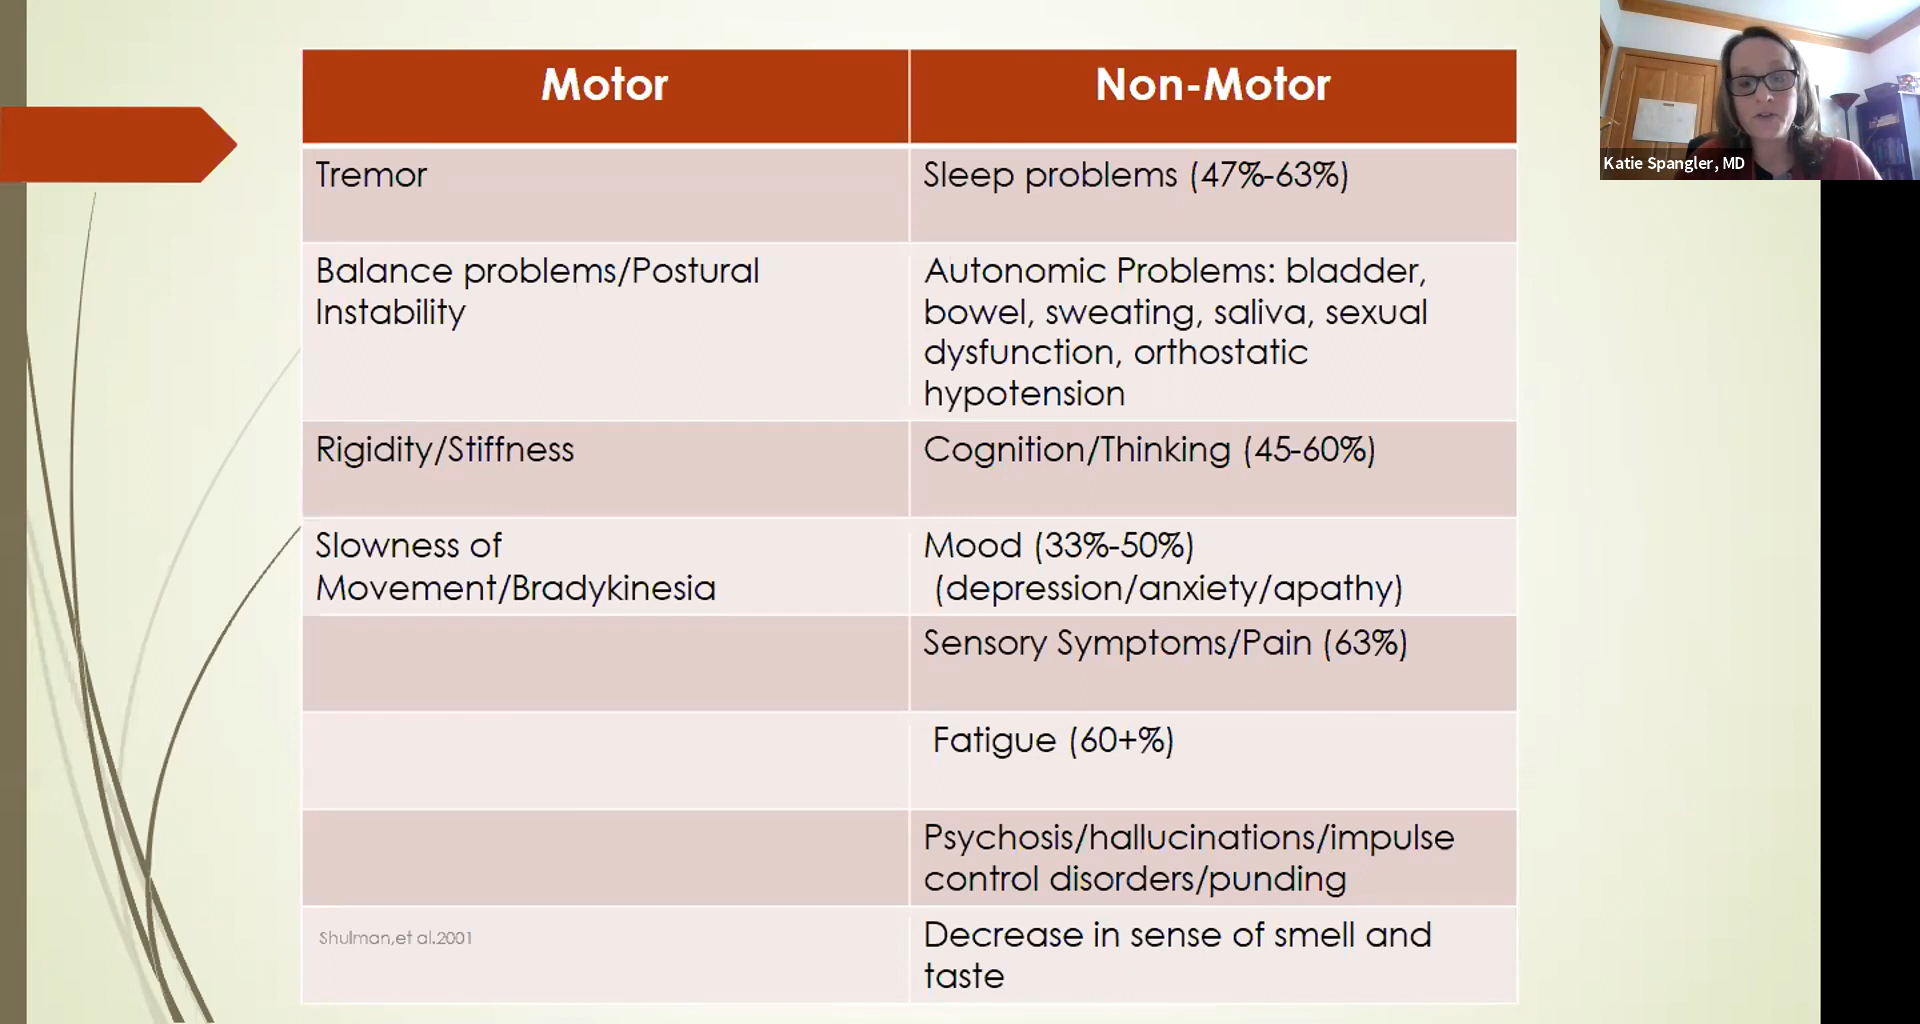 Motor
Non-Motor
Tremor
Sleep problems (47%-63%)
Balance problems/Postural
Instability
Autonomic Problems: bladder,
bowel, sweating, saliva, sexual
dysfunction, orthostatic
hypotension
Rigidity/Stiffness
Cognition/Thinking (45-60%)
Slowness of
Movement/Bradykinesia
Mood (33%-50%)
(depression/anxiety/apathy)
Sensory Symptoms/Pain (63%)
Fatigue (60+%)
Psychosis/hallucinations/impulse
control disorders/punding
Shulman,et al.2001
Decrease in sense of smell and
taste
Katie Spangler, MD